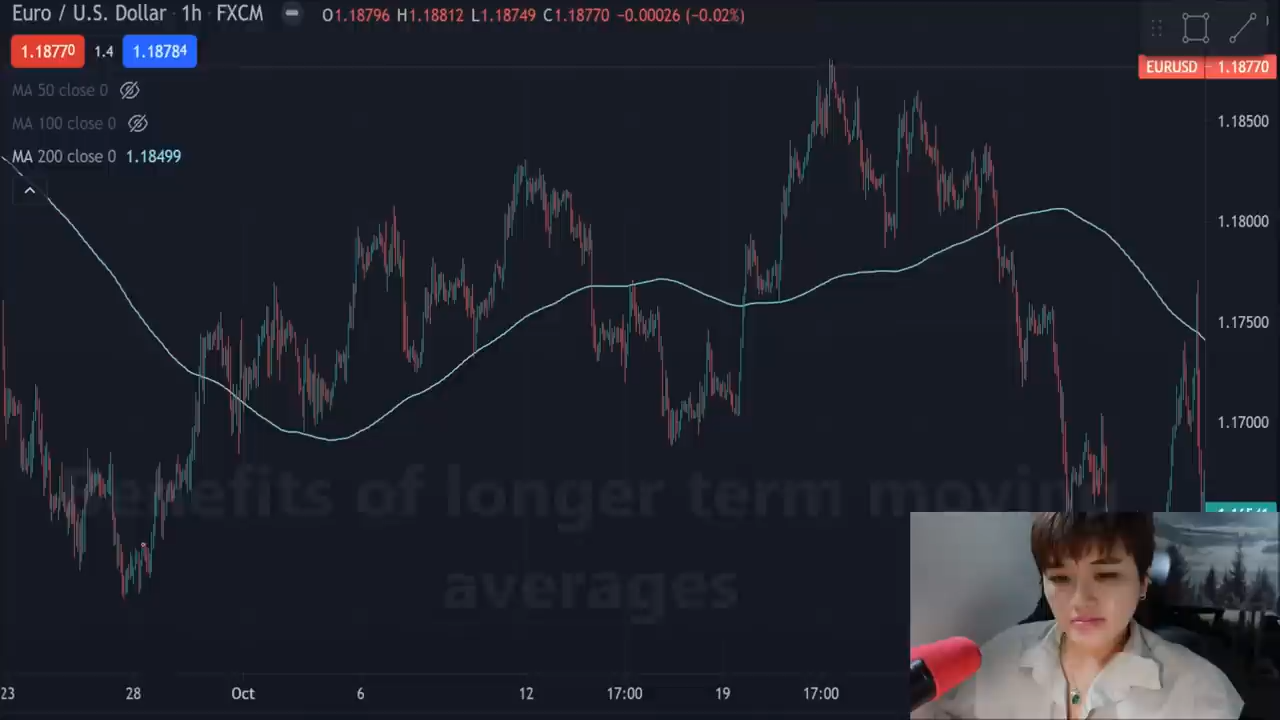 Euro / U.S. Dollar · 1h · FXCM O1.18796 H1.18812 L1.18749 C1.18770 −0.00026 (−0.02%)
1.18770 1.4 1.18784
EURUSD 1.18770
MA 50 close 0
MA 100 close 0
MA 200 close 0 1.18499
1.18500
1.18000
1.17500
1.17000
Benefits of longer term moving
averages
23 28 Oct 6 12 17:00 19 17:00